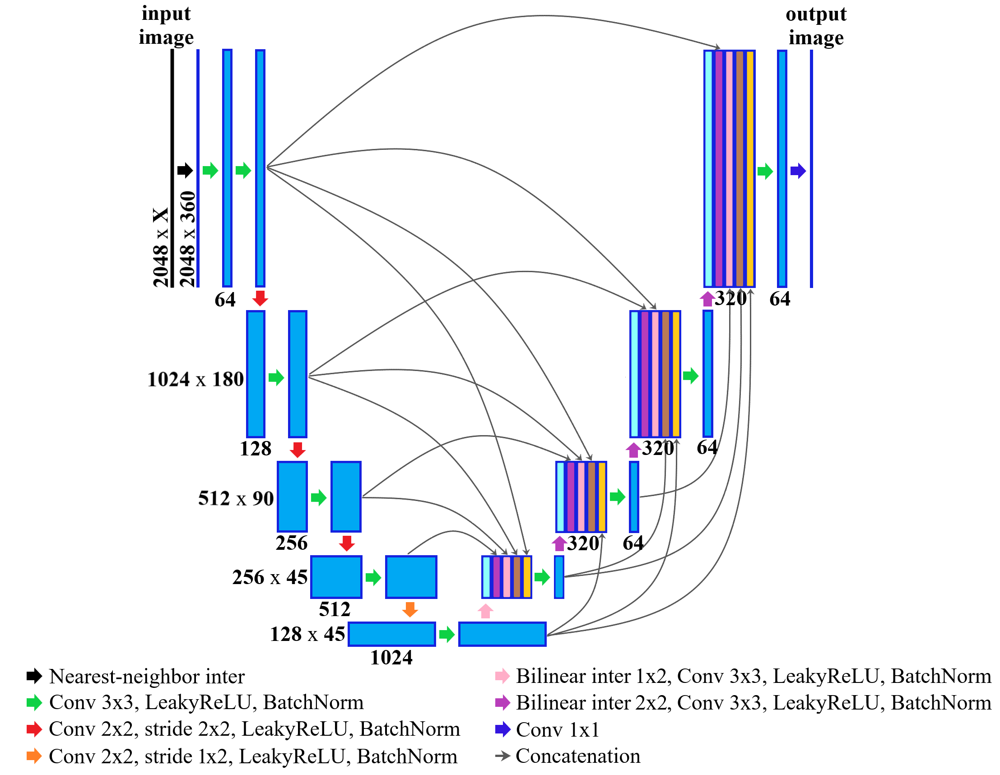 input
image
output
image
2048 x X
2048 x 360
64
320
64
1024 x 180
128
320
64
512 x 90
256
320
64
256 x 45
512
128 x 45
1024
Nearest-neighbor inter
Conv 3x3, LeakyReLU, BatchNorm
Conv 2x2, stride 2x2, LeakyReLU, BatchNorm
Conv 2x2, stride 1x2, LeakyReLU, BatchNorm
Bilinear inter 1x2, Conv 3x3, LeakyReLU, BatchNorm
Bilinear inter 2x2, Conv 3x3, LeakyReLU, BatchNorm
Conv 1x1
Concatenation